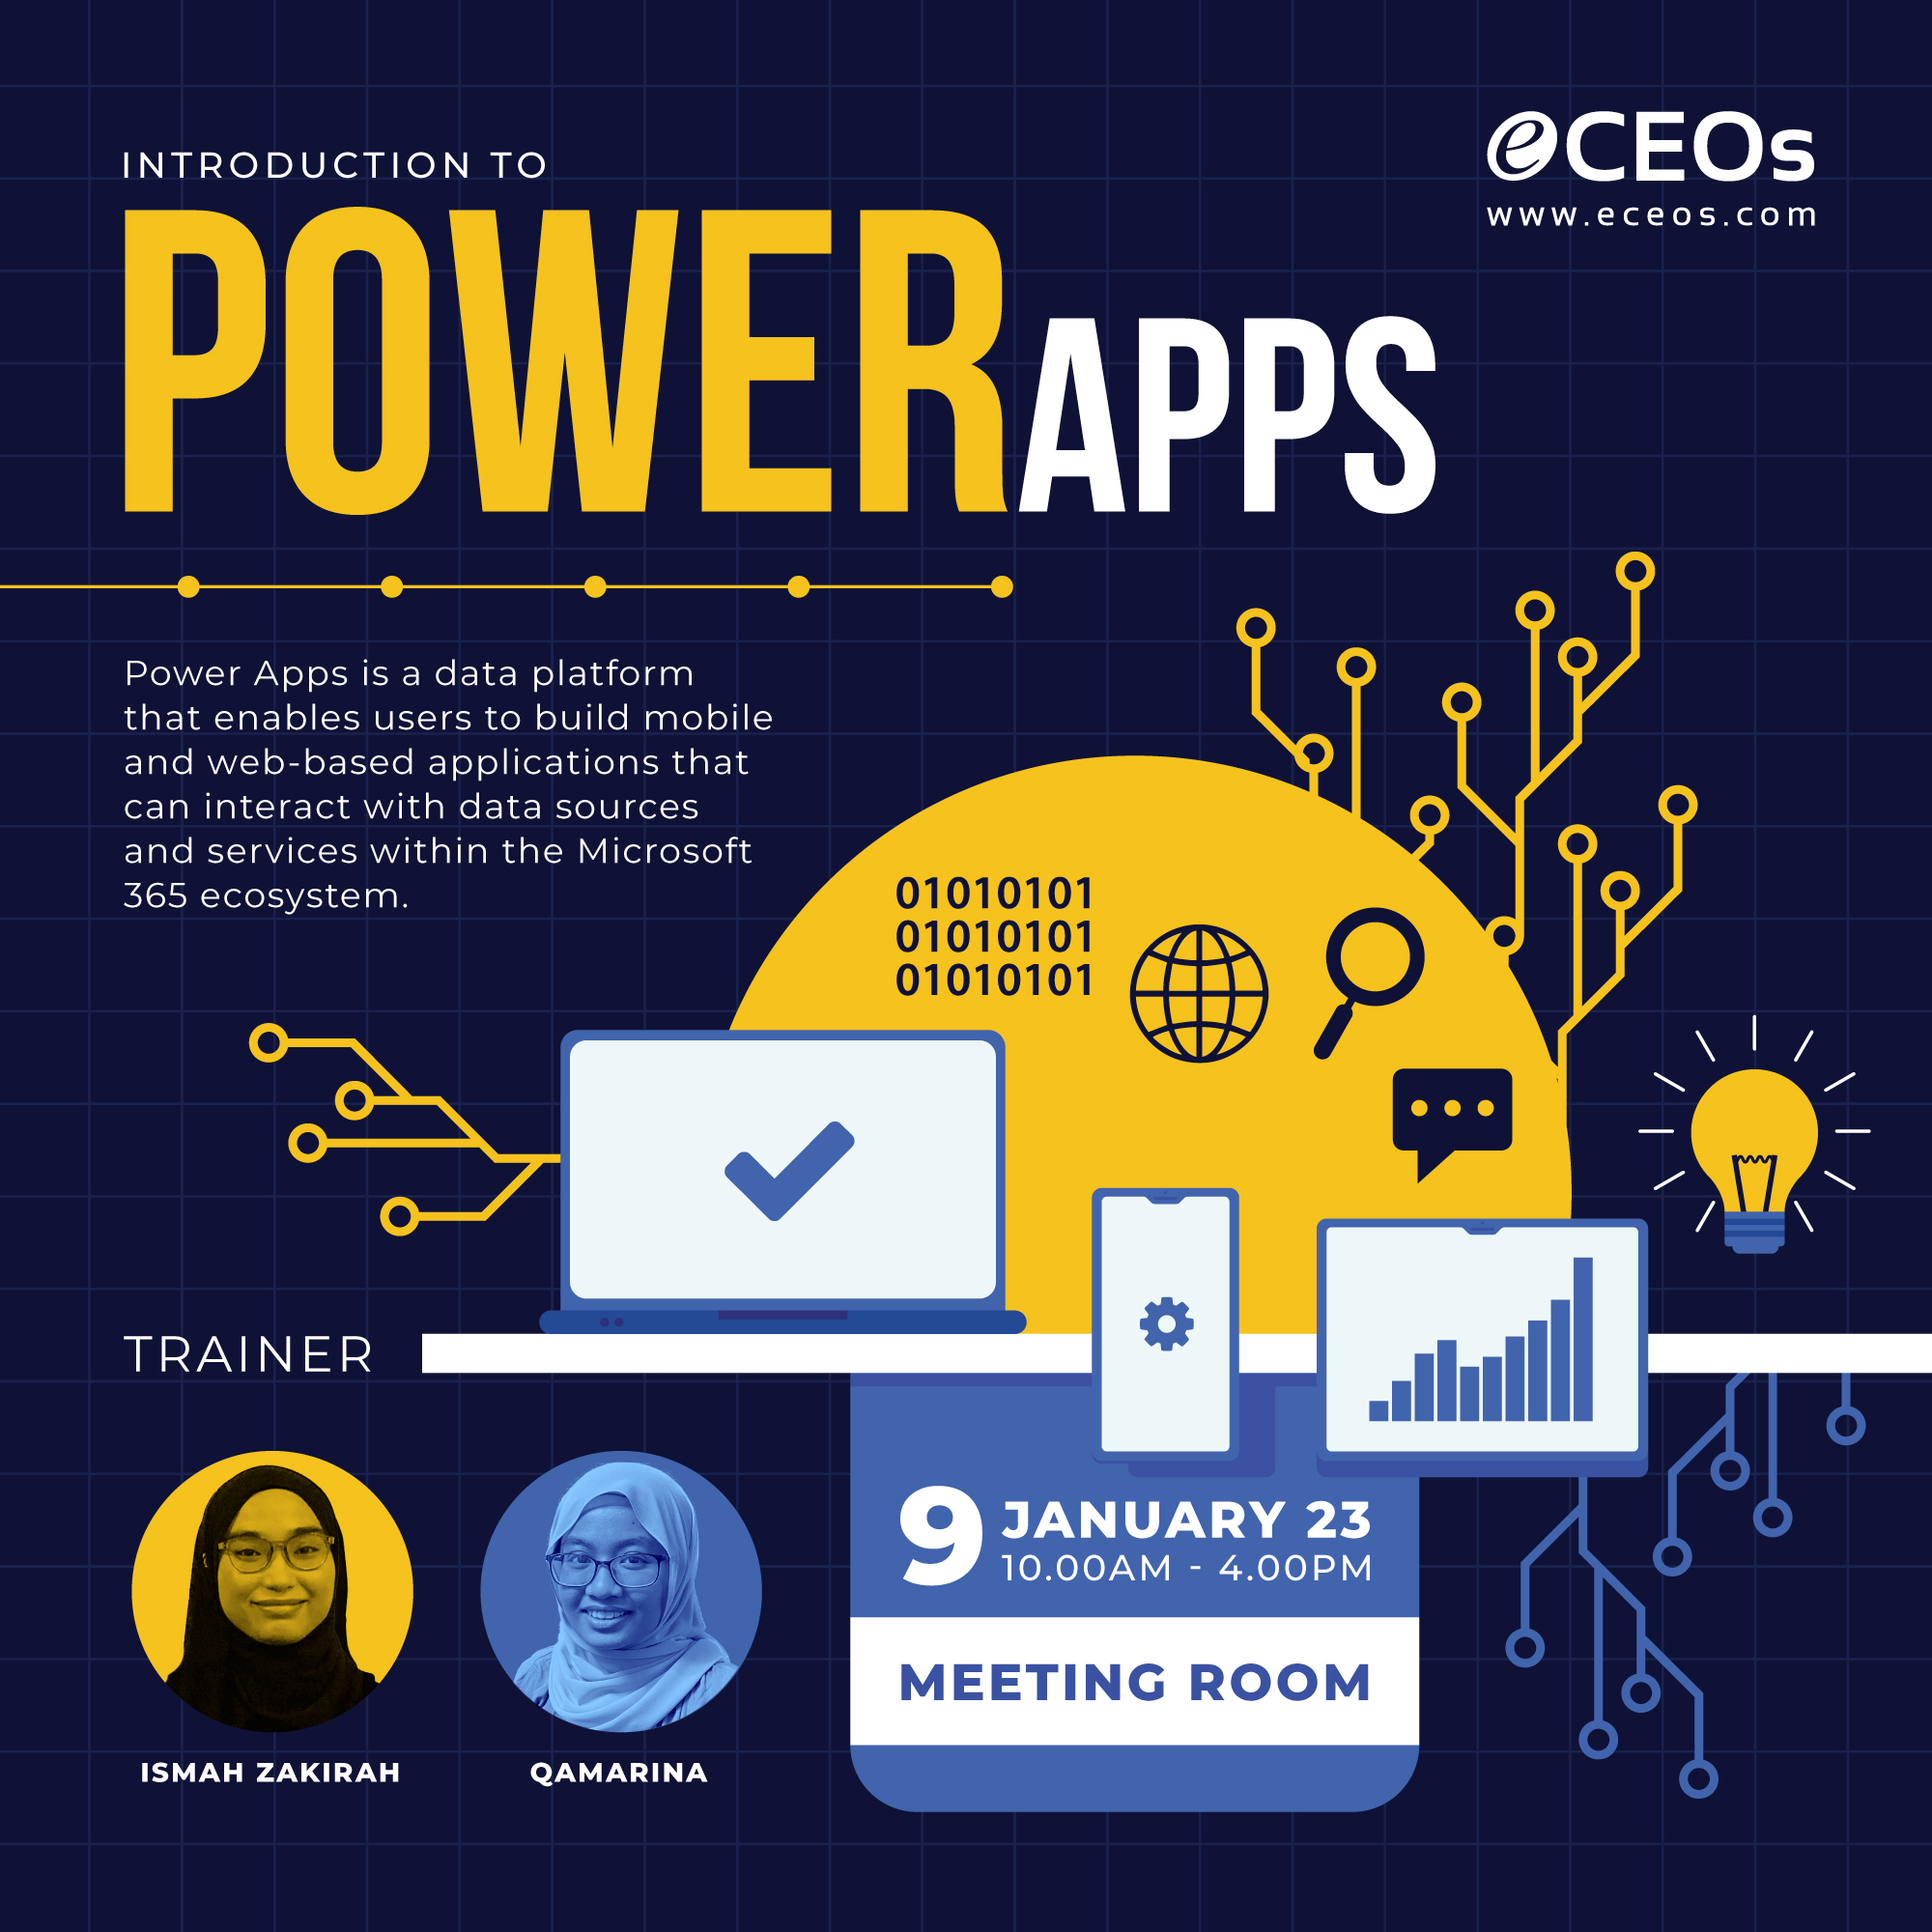 INTRODUCTION TO
POWERAPPS
eCEOs
www.eceos.com
Power Apps is a data platform
that enables users to build mobile
and web-based applications that
can interact with data sources
and services within the Microsoft
365 ecosystem.
01010101
01010101
01010101
TRAINER
ISMAH ZAKIRAH
QAMARINA
9 JANUARY 23
10.00AM - 4.00PM
MEETING ROOM